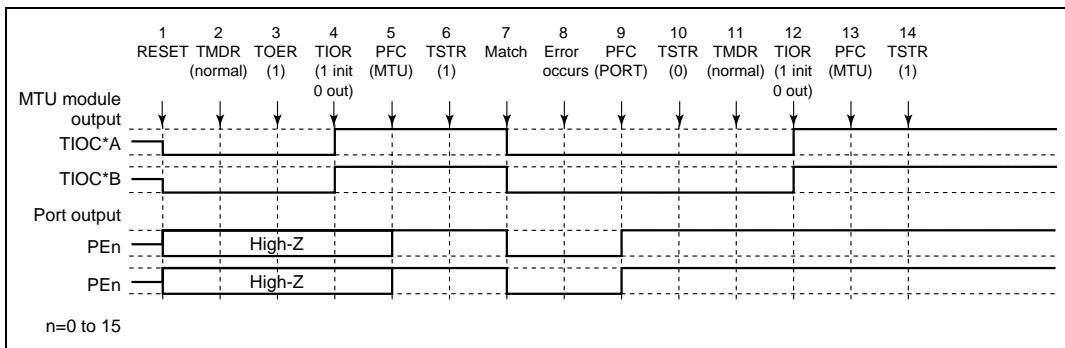 1 2 3 4 5 6 7 8 9 10 11 12 13 14
RESET TMDR TOER TIOR PFC TSTR Match Error PFC TSTR TMDR TIOR PFC TSTR
(normal) (1) (1 init (MTU) (1) occurs (PORT) (0) (normal) (1 init (MTU) (1)
0 out) 0 out)
MTU module
output
TIOC*A
TIOC*B
Port output
PEn High-Z
PEn High-Z
n=0 to 15